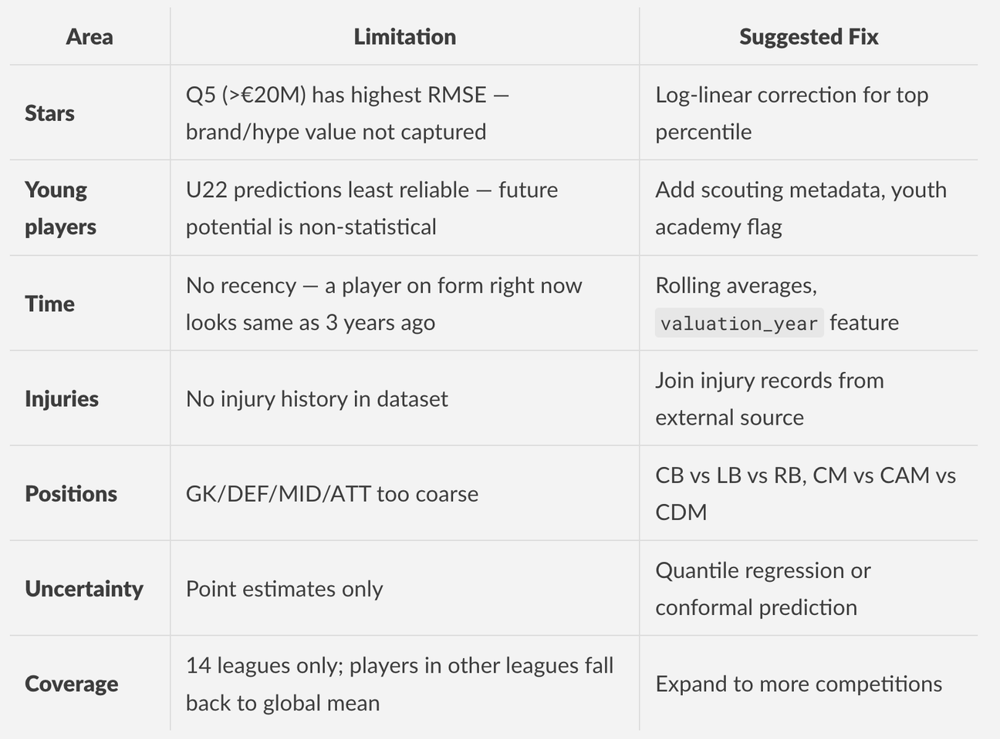 Area Limitation Suggested Fix
Stars
Q5 (>€20M) has highest RMSE —
brand/hype value not captured
Log-linear correction for top
percentile
Young
players
U22 predictions least reliable — future
potential is non-statistical
Add scouting metadata, youth
academy flag
Time
No recency — a player on form right now
looks same as 3 years ago
Rolling averages,
valuation_year feature
Injuries
No injury history in dataset
Join injury records from
external source
Positions
GK/DEF/MID/ATT too coarse
CB vs LB vs RB, CM vs CAM vs
CDM
Uncertainty
Point estimates only
Quantile regression or
conformal prediction
Coverage
14 leagues only; players in other leagues fall
back to global mean
Expand to more competitions